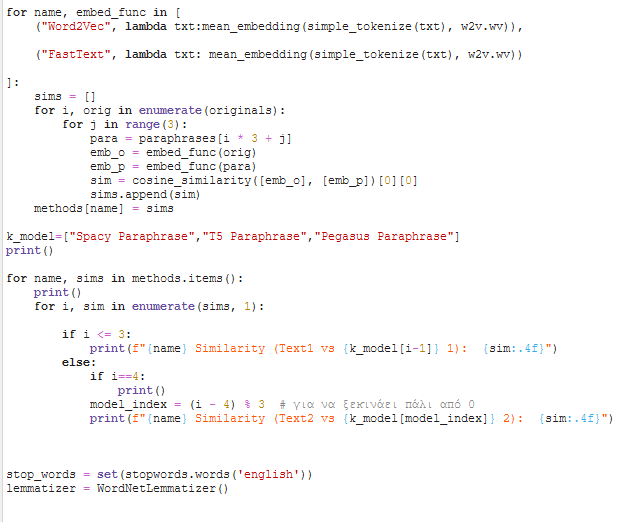 for name, embed_func in [
    ("Word2Vec", lambda txt:mean_embedding(simple_tokenize(txt), w2v.wv)),
    ("FastText", lambda txt: mean_embedding(simple_tokenize(txt), w2v.wv))
]:
    sims = []
    for i, orig in enumerate(originals):
        for j in range(3):
            para = paraphrases[i * 3 + j]
            emb_o = embed_func(orig)
            emb_p = embed_func(para)
            sim = cosine_similarity([emb_o], [emb_p])[0][0]
            sims.append(sim)
    methods[name] = sims
k_model=["Spacy Paraphrase","T5 Paraphrase","Pegasus Paraphrase"]
print()
for name, sims in methods.items():
    print()
    for i, sim in enumerate(sims, 1):
        if i <= 3:
            print(f"{name} Similarity (Text1 vs {k_model[i-1]} 1):  {sim:.4f}")
        else:
            if i==4:
                print()
            model_index = (i - 4) % 3  # για να ξεκινάει πάλι από 0
            print(f"{name} Similarity (Text2 vs {k_model[model_index]} 2):  {sim:.4f}")
stop_words = set(stopwords.words('english'))
lemmatizer = WordNetLemmatizer()